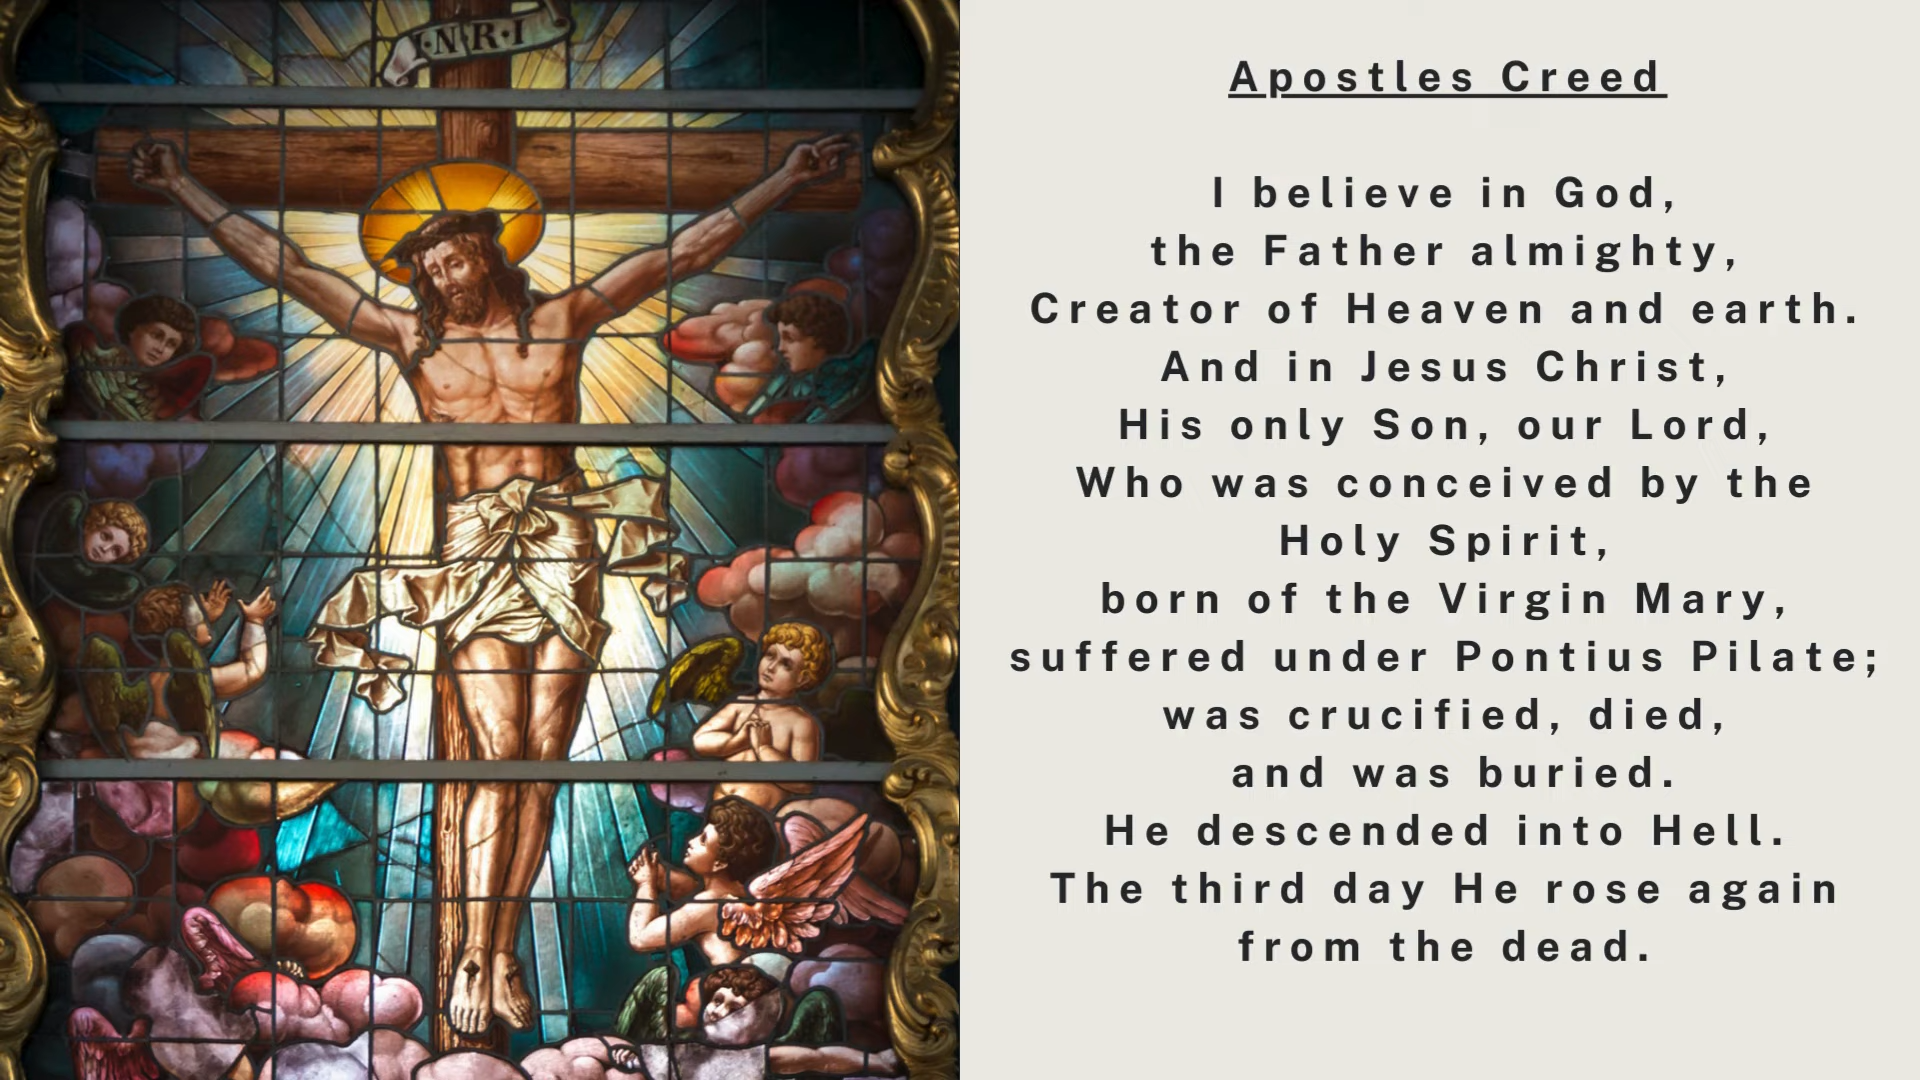 I·N·R·I
Apostles Creed
I believe in God,
the Father almighty,
Creator of Heaven and earth.
And in Jesus Christ,
His only Son, our Lord,
Who was conceived by the
Holy Spirit,
born of the Virgin Mary,
suffered under Pontius Pilate;
was crucified, died,
and was buried.
He descended into Hell.
The third day He rose again
from the dead.